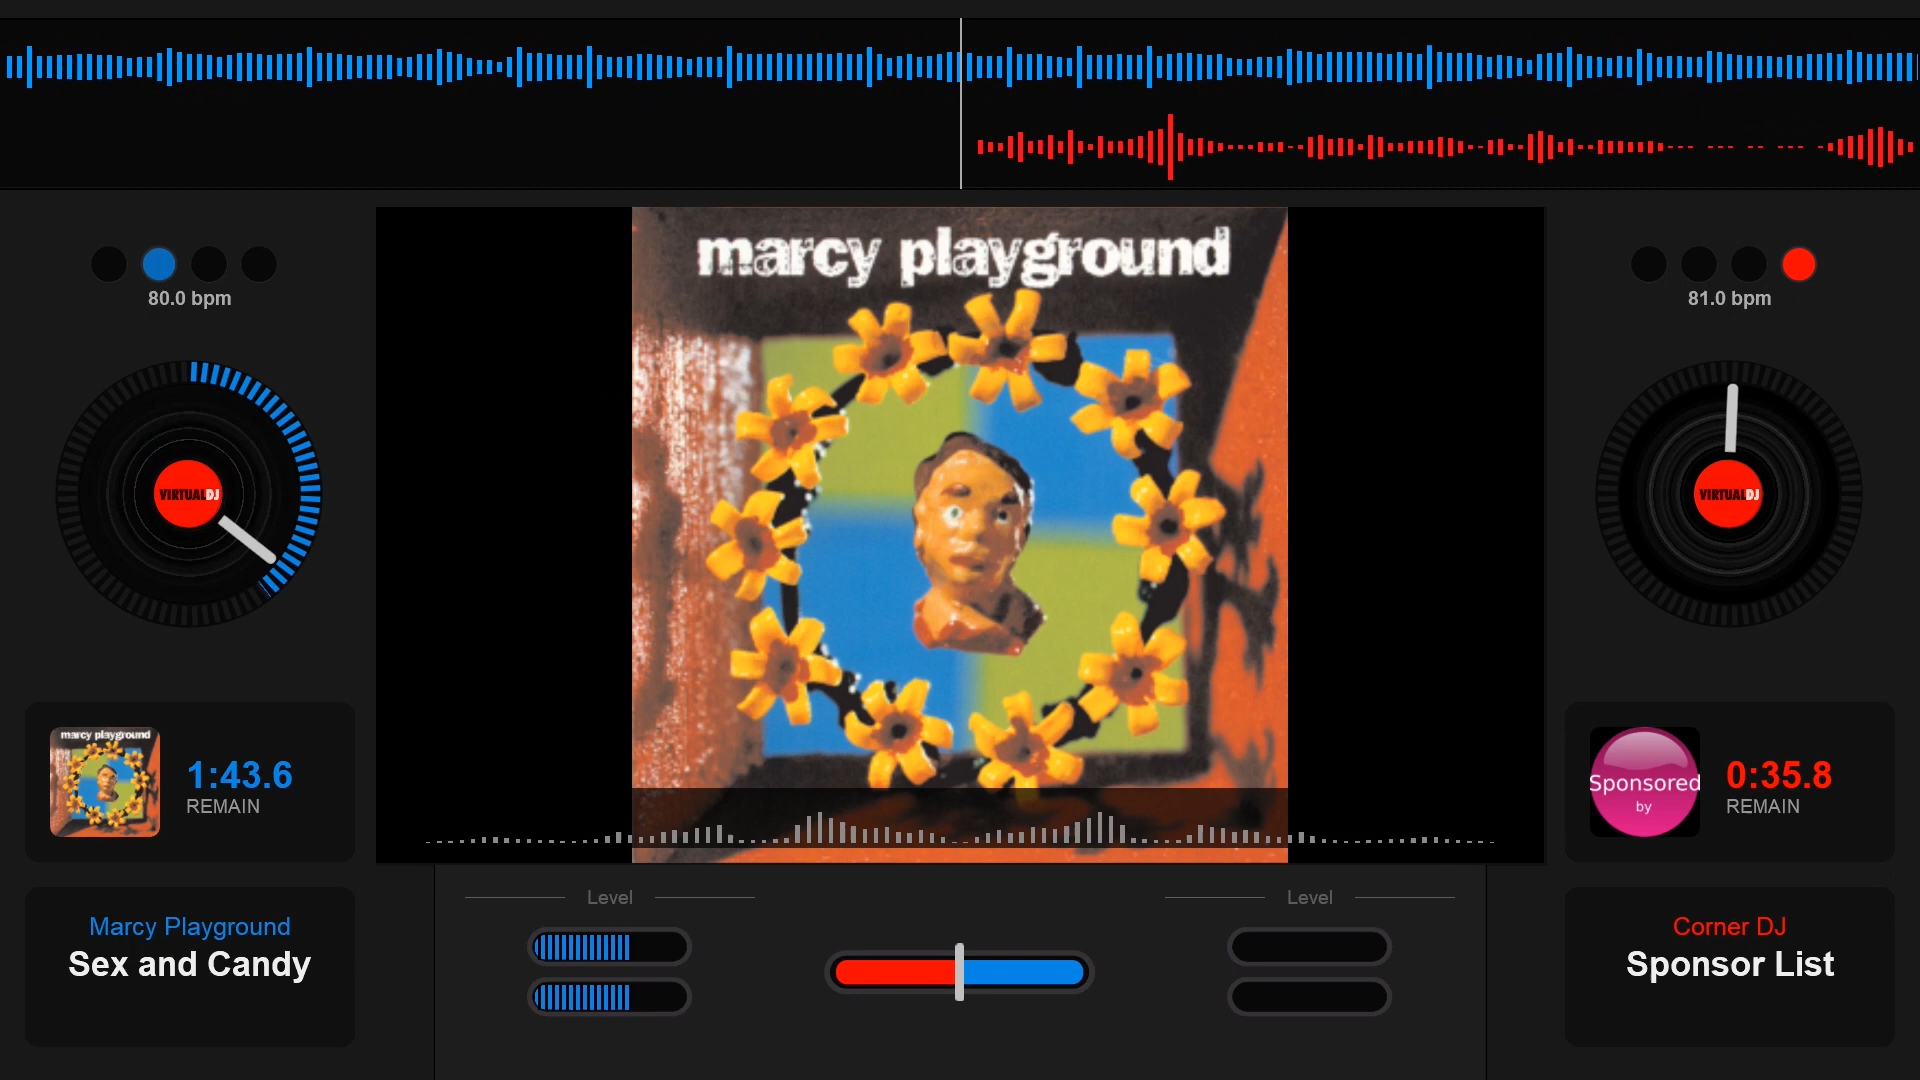 marcy playground
80.0 bpm
81.0 bpm
VIRTUALDJ
VIRTUALDJ
marcy playground
1:43.6
REMAIN
Sponsored
by
0:35.8
REMAIN
Marcy Playground
Sex and Candy
Level
Level
Corner DJ
Sponsor List